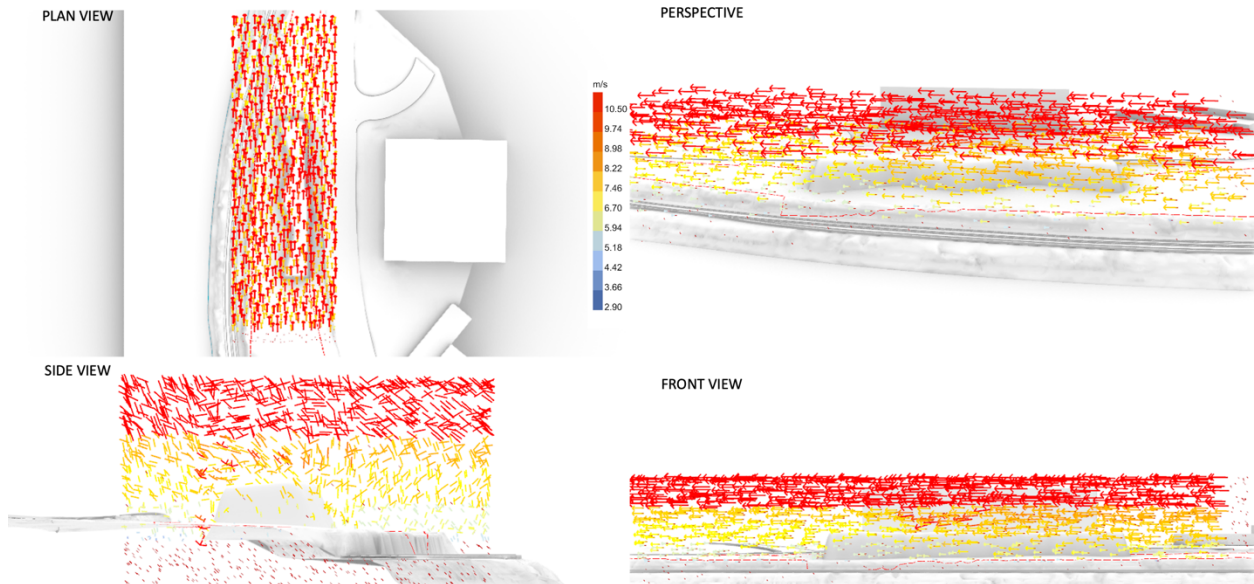 PLAN VIEW
PERSPECTIVE
m/s
10.50
9.74
8.98
8.22
7.46
6.70
5.94
5.18
4.42
3.66
2.90
SIDE VIEW
FRONT VIEW